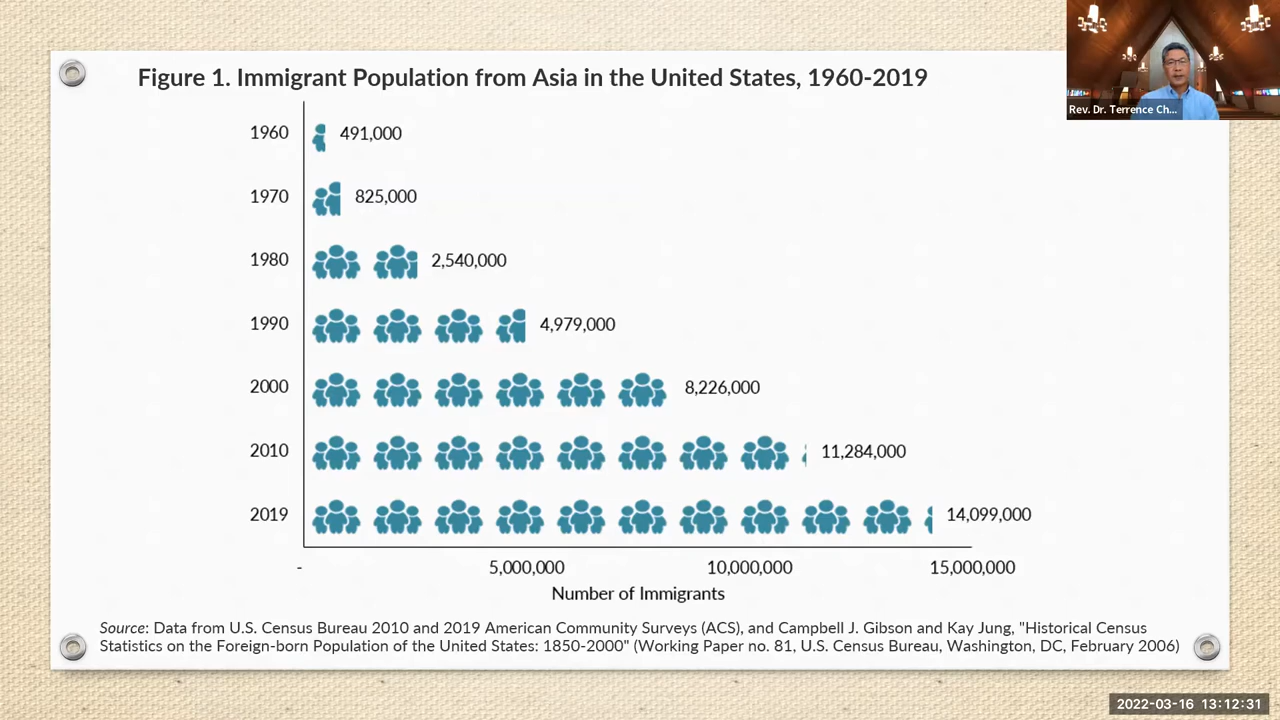 Figure 1. Immigrant Population from Asia in the United States, 1960-2019
Rev. Dr. Terrence Ch...
1960 491,000
1970 825,000
1980 2,540,000
1990 4,979,000
2000 8,226,000
2010 11,284,000
2019 14,099,000
- 5,000,000 10,000,000 15,000,000
Number of Immigrants
Source: Data from U.S. Census Bureau 2010 and 2019 American Community Surveys (ACS), and Campbell J. Gibson and Kay Jung, "Historical Census
Statistics on the Foreign-born Population of the United States: 1850-2000" (Working Paper no. 81, U.S. Census Bureau, Washington, DC, February 2006)
2022-03-16 13:12:31